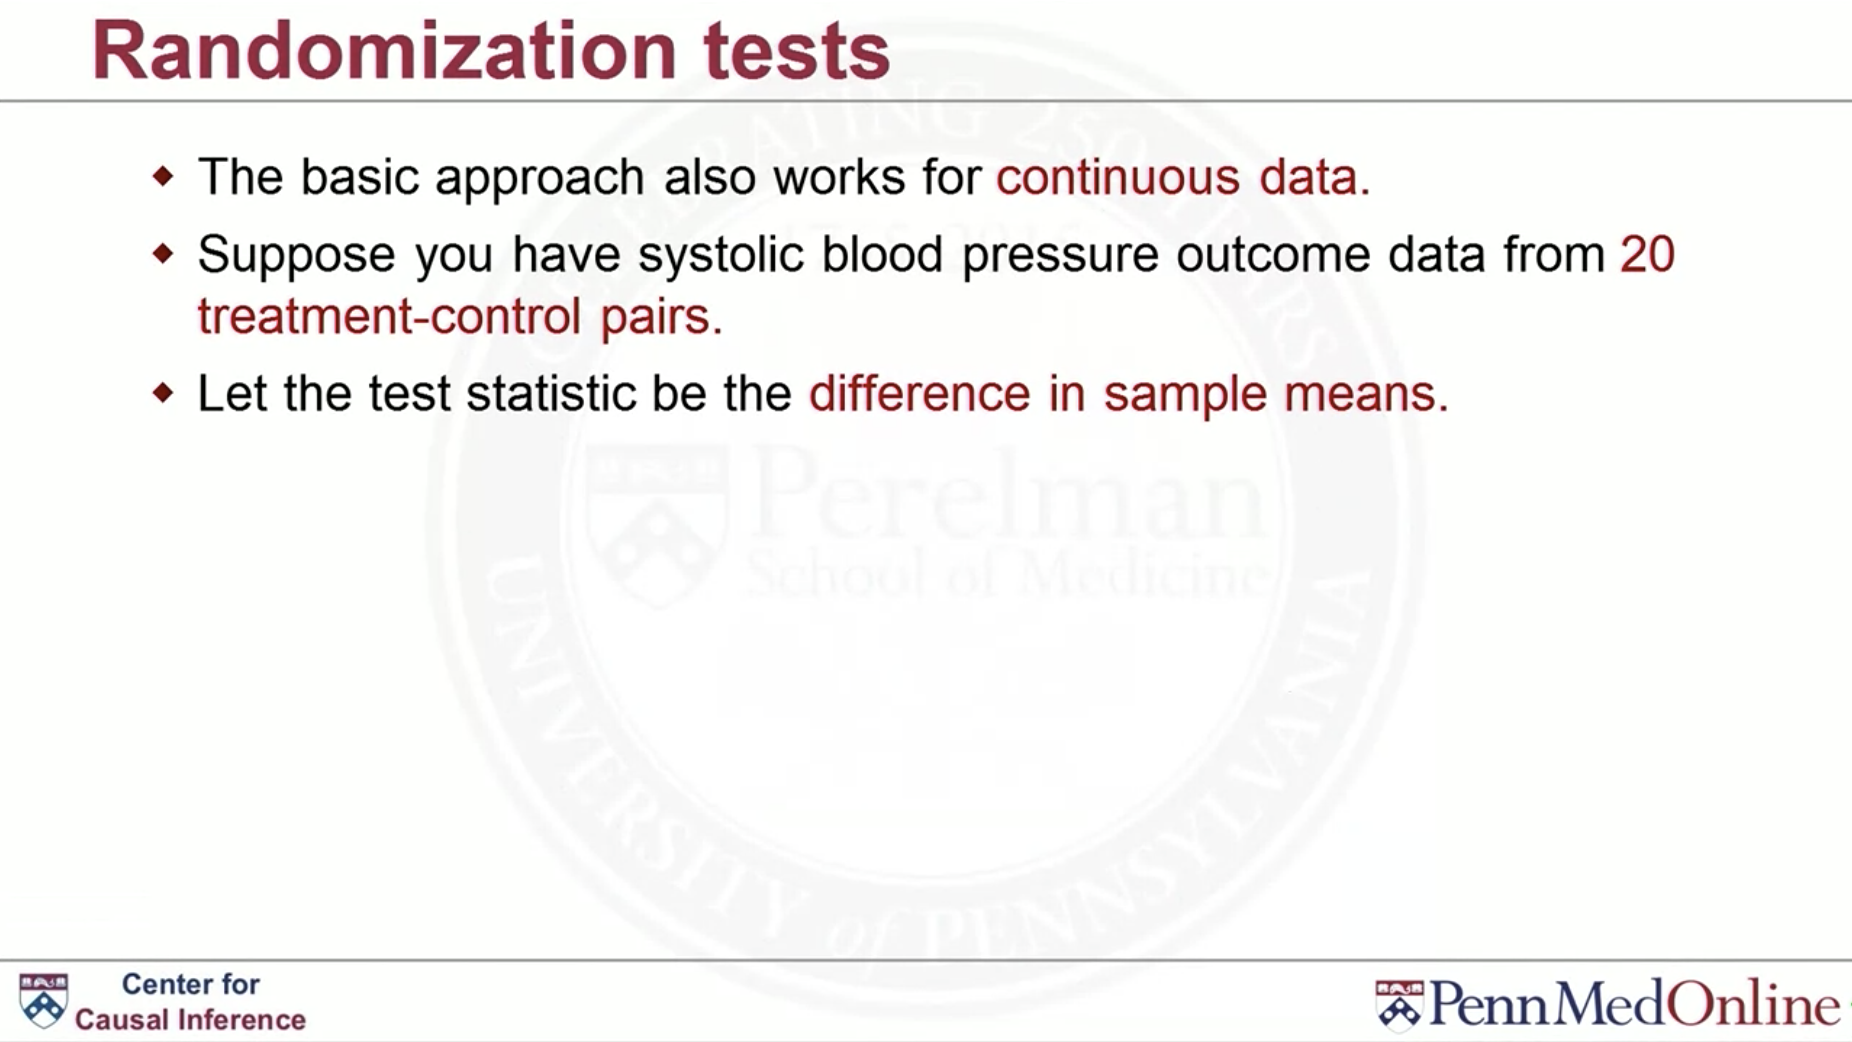 Randomization tests
The basic approach also works for continuous data.
Suppose you have systolic blood pressure outcome data from 20
treatment-control pairs.
Let the test statistic be the difference in sample means.
Perelman
School of Medicine
UNIVERSITY of PENNSYLVANIA
Center for
Causal Inference
PennMedOnline